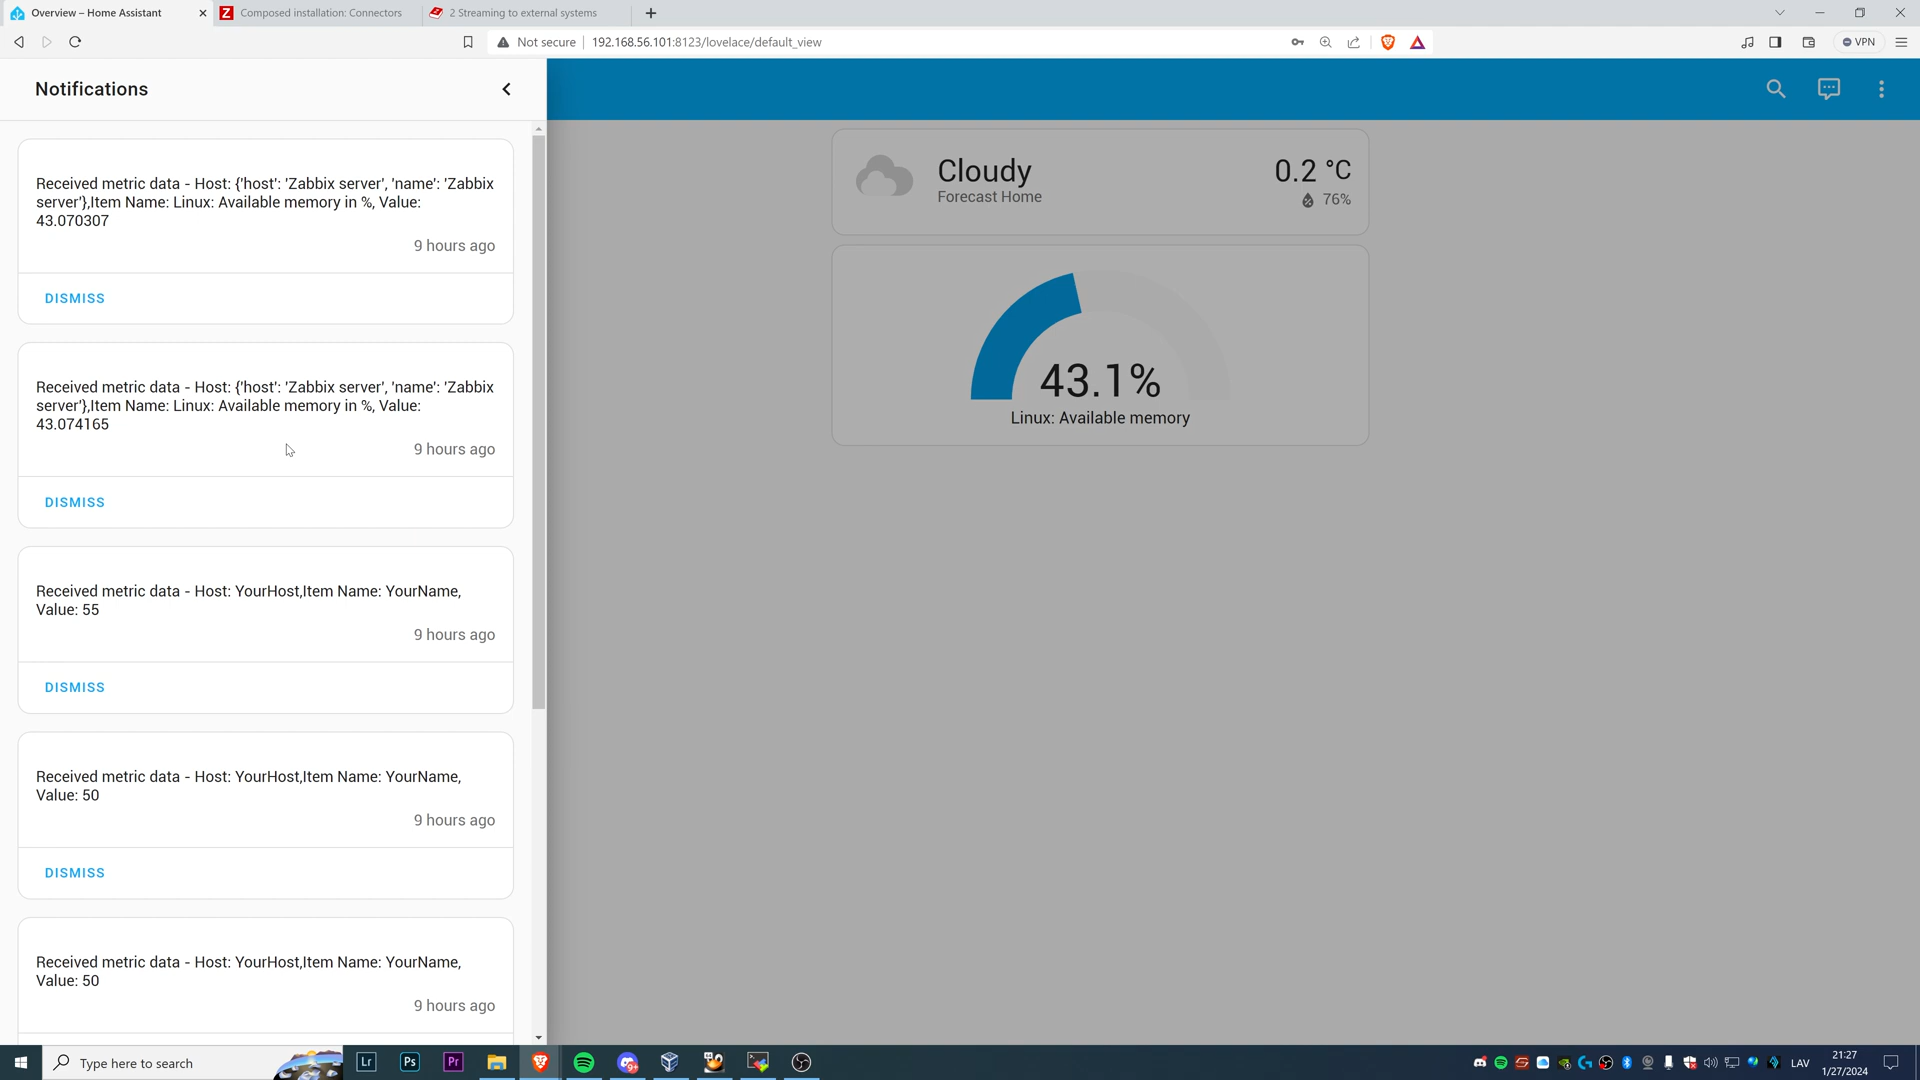 Overview – Home Assistant
Composed installation: Connectors
2 Streaming to external systems
Not secure
192.168.56.101:8123/lovelace/default_view
VPN
Notifications
Received metric data - Host: {'host': 'Zabbix server', 'name': 'Zabbix
server'},Item Name: Linux: Available memory in %, Value:
43.070307
9 hours ago
DISMISS
Received metric data - Host: {'host': 'Zabbix server', 'name': 'Zabbix
server'},Item Name: Linux: Available memory in %, Value:
43.074165
9 hours ago
DISMISS
Received metric data - Host: YourHost,Item Name: YourName,
Value: 55
9 hours ago
DISMISS
Received metric data - Host: YourHost,Item Name: YourName,
Value: 50
9 hours ago
DISMISS
Received metric data - Host: YourHost,Item Name: YourName,
Value: 50
9 hours ago
Cloudy
Forecast Home
0.2 °C
76%
43.1%
Linux: Available memory
Type here to search
Lr
Ps
Pr
9+
LAV
21:27
1/27/2024